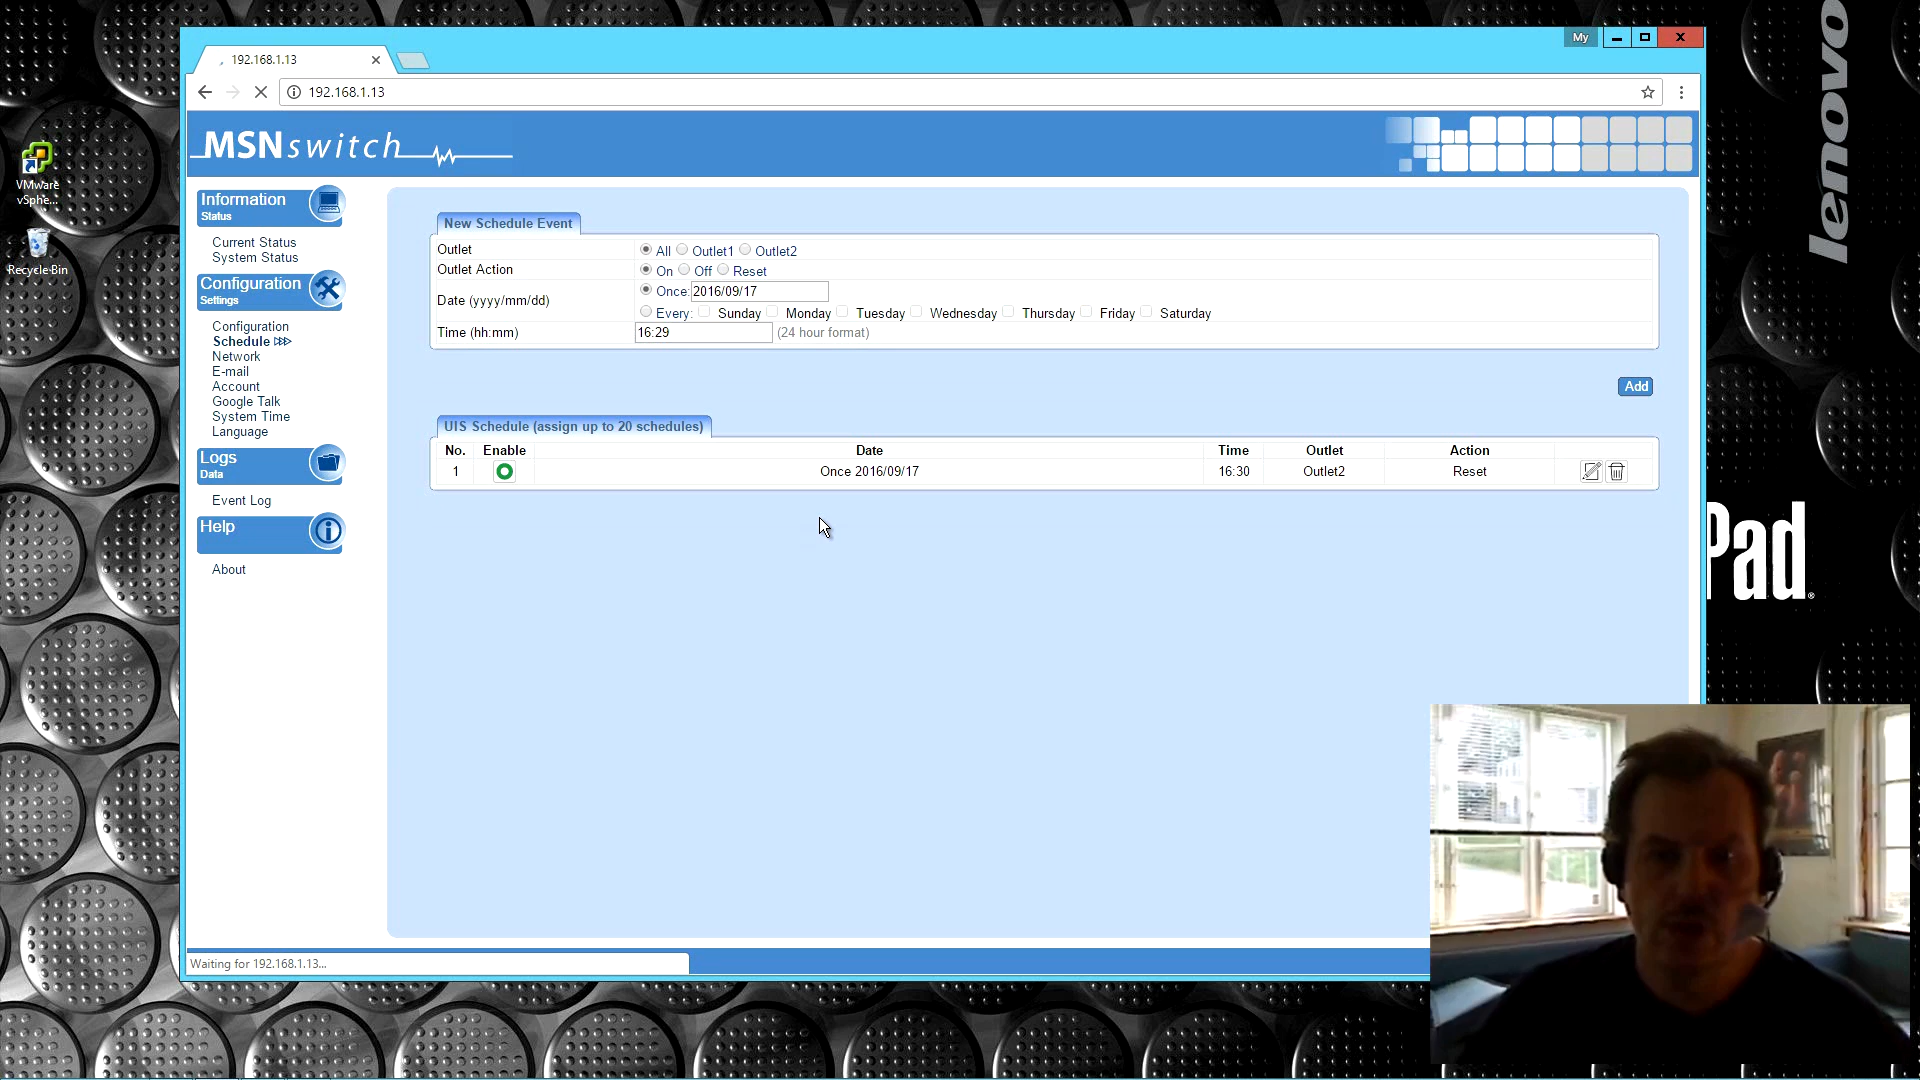 My
192.168.1.13
192.168.1.13
lenovo
MSNswitch
VMware
vSphe...
Recycle Bin
Information
Status
Current Status
System Status
Configuration
Settings
Configuration
Schedule
Network
E-mail
Account
Google Talk
System Time
Language
Logs
Data
Event Log
Help
About
New Schedule Event
Outlet All Outlet1 Outlet2
Outlet Action On Off Reset
Date (yyyy/mm/dd) Once: 2016/09/17
Every: Sunday Monday Tuesday Wednesday Thursday Friday Saturday
Time (hh:mm) 16:29 (24 hour format)
Add
UIS Schedule (assign up to 20 schedules)
No. Enable Date Time Outlet Action
1 Once 2016/09/17 16:30 Outlet2 Reset
Pad®
Waiting for 192.168.1.13...